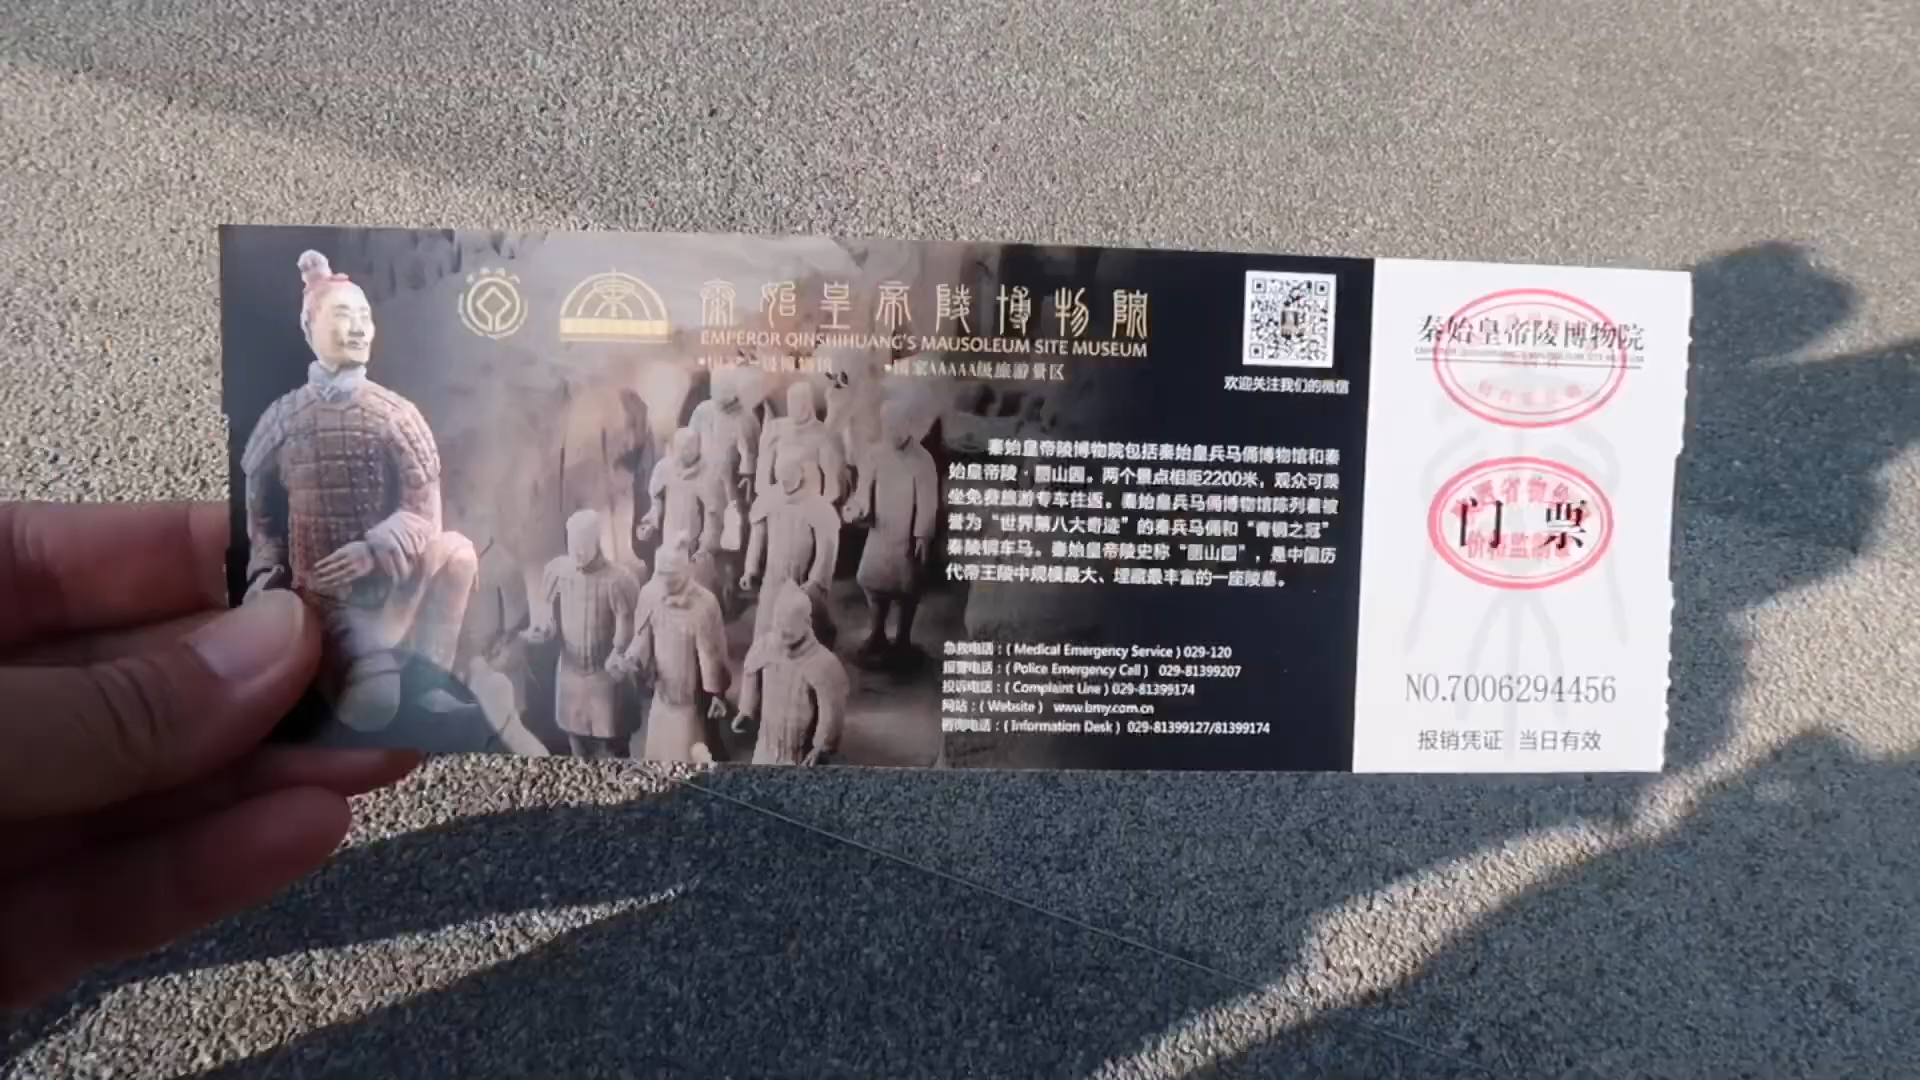 秦始皇帝陵博物院
EMPEROR QINSHIHUANG'S MAUSOLEUM SITE MUSEUM
•国家一级博物馆 •国家AAAAA级旅游景区
欢迎关注我们的微信
秦始皇帝陵博物院包括秦始皇兵马俑博物馆和秦
始皇帝陵·丽山园。两个景点相距2200米，观众可乘
坐免费旅游专车往返。秦始皇兵马俑博物馆陈列着被
誉为“世界第八大奇迹”的秦兵马俑和“青铜之冠”
秦陵铜车马。秦始皇帝陵史称“丽山园”，是中国历
代帝王陵中规模最大、埋藏最丰富的一座陵墓。
急救电话：( Medical Emergency Service ) 029-120
报警电话：( Police Emergency Call ) 029-81399207
投诉电话：( Complaint Line ) 029-81399174
网站：( Website ) www.bmy.com.cn
咨询电话：( Information Desk ) 029-81399127/81399174
秦始皇帝陵博物院
门 票
NO.7006294456
报销凭证 当日有效